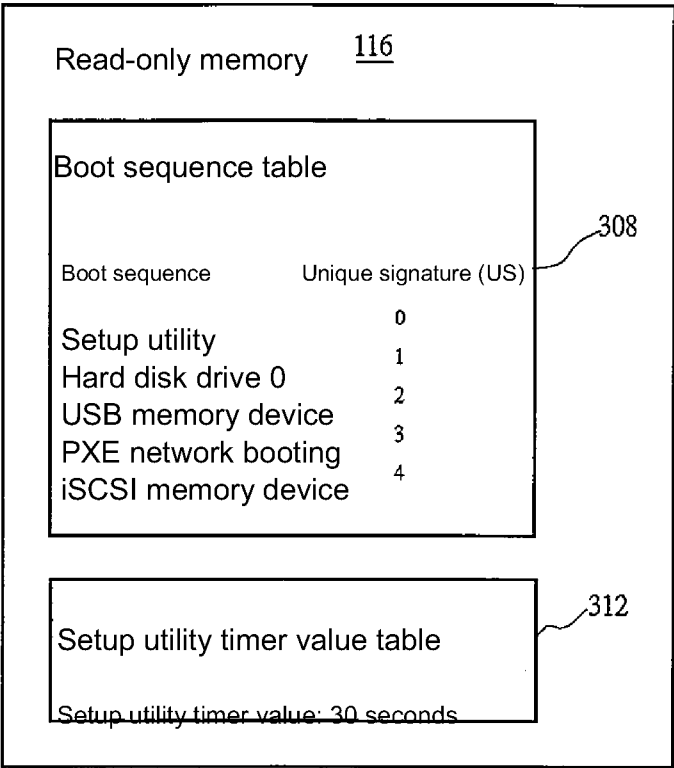 Read-only memory 116
Boot sequence table
308
Boot sequence Unique signature (US)
Setup utility 0
Hard disk drive 0 1
USB memory device 2
PXE network booting 3
iSCSI memory device 4
312
Setup utility timer value table
Setup utility timer value: 30 seconds